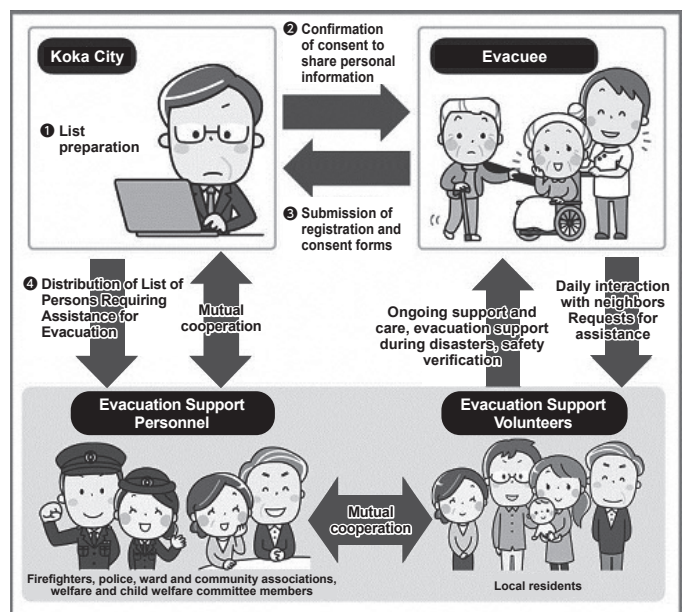 Koka City
❷ Confirmation
of consent to
share personal
information
Evacuee
❶ List
preparation
❸ Submission of
registration and
consent forms
❹ Distribution of List of
Persons Requiring
Assistance for
Evacuation
Mutual
cooperation
Ongoing support and
care, evacuation support
during disasters, safety
verification
Daily interaction
with neighbors
Requests for
assistance
Evacuation Support
Personnel
Evacuation Support
Volunteers
Mutual
cooperation
Firefighters, police, ward and community associations,
welfare and child welfare committee members
Local residents